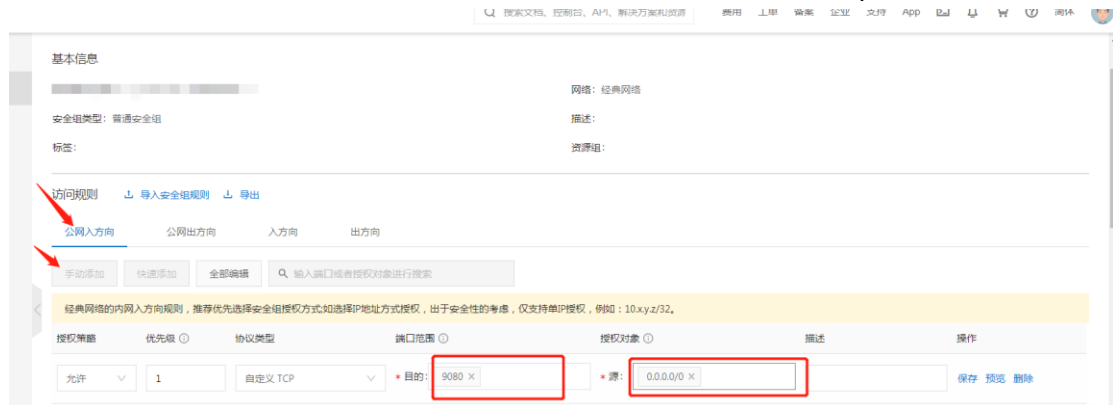 搜索文档、控制台、API、解决方案和资源 费用 工单 备案 企业 支持 App 简体
基本信息
网络：经典网络
安全组类型：普通安全组 描述：
标签： 资源组：
访问规则 导入安全组规则 导出
公网入方向 公网出方向 入方向 出方向
手动添加 快速添加 全部编辑 输入端口或者授权对象进行搜索
经典网络的内网入方向规则，推荐优先选择安全组授权方式;如选择IP地址方式授权，出于安全性的考虑，仅支持单IP授权，例如：10.x.y.z/32。
授权策略 优先级 协议类型 端口范围 授权对象 描述 操作
允许 1 自定义 TCP * 目的： 9080 × * 源： 0.0.0.0/0 × 保存 预览 删除